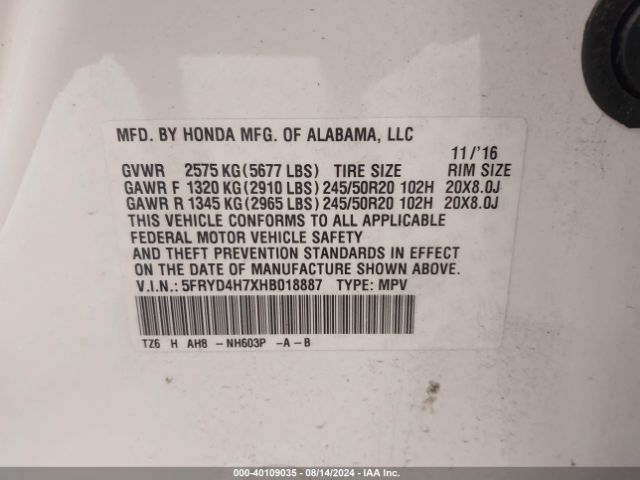 MFD. BY HONDA MFG. OF ALABAMA, LLC
11/'16
GVWR 2575 KG (5677 LBS) TIRE SIZE RIM SIZE
GAWR F 1320 KG (2910 LBS) 245/50R20 102H 20X8.0J
GAWR R 1345 KG (2965 LBS) 245/50R20 102H 20X8.0J
THIS VEHICLE CONFORMS TO ALL APPLICABLE
FEDERAL MOTOR VEHICLE SAFETY
AND THEFT PREVENTION STANDARDS IN EFFECT
ON THE DATE OF MANUFACTURE SHOWN ABOVE.
V.I.N.: 5FRYD4H7XHB018887 TYPE: MPV
TZ6 H AH8 - NH603P -A - B
000-40109035 - 08/14/2024 - IAA Inc.